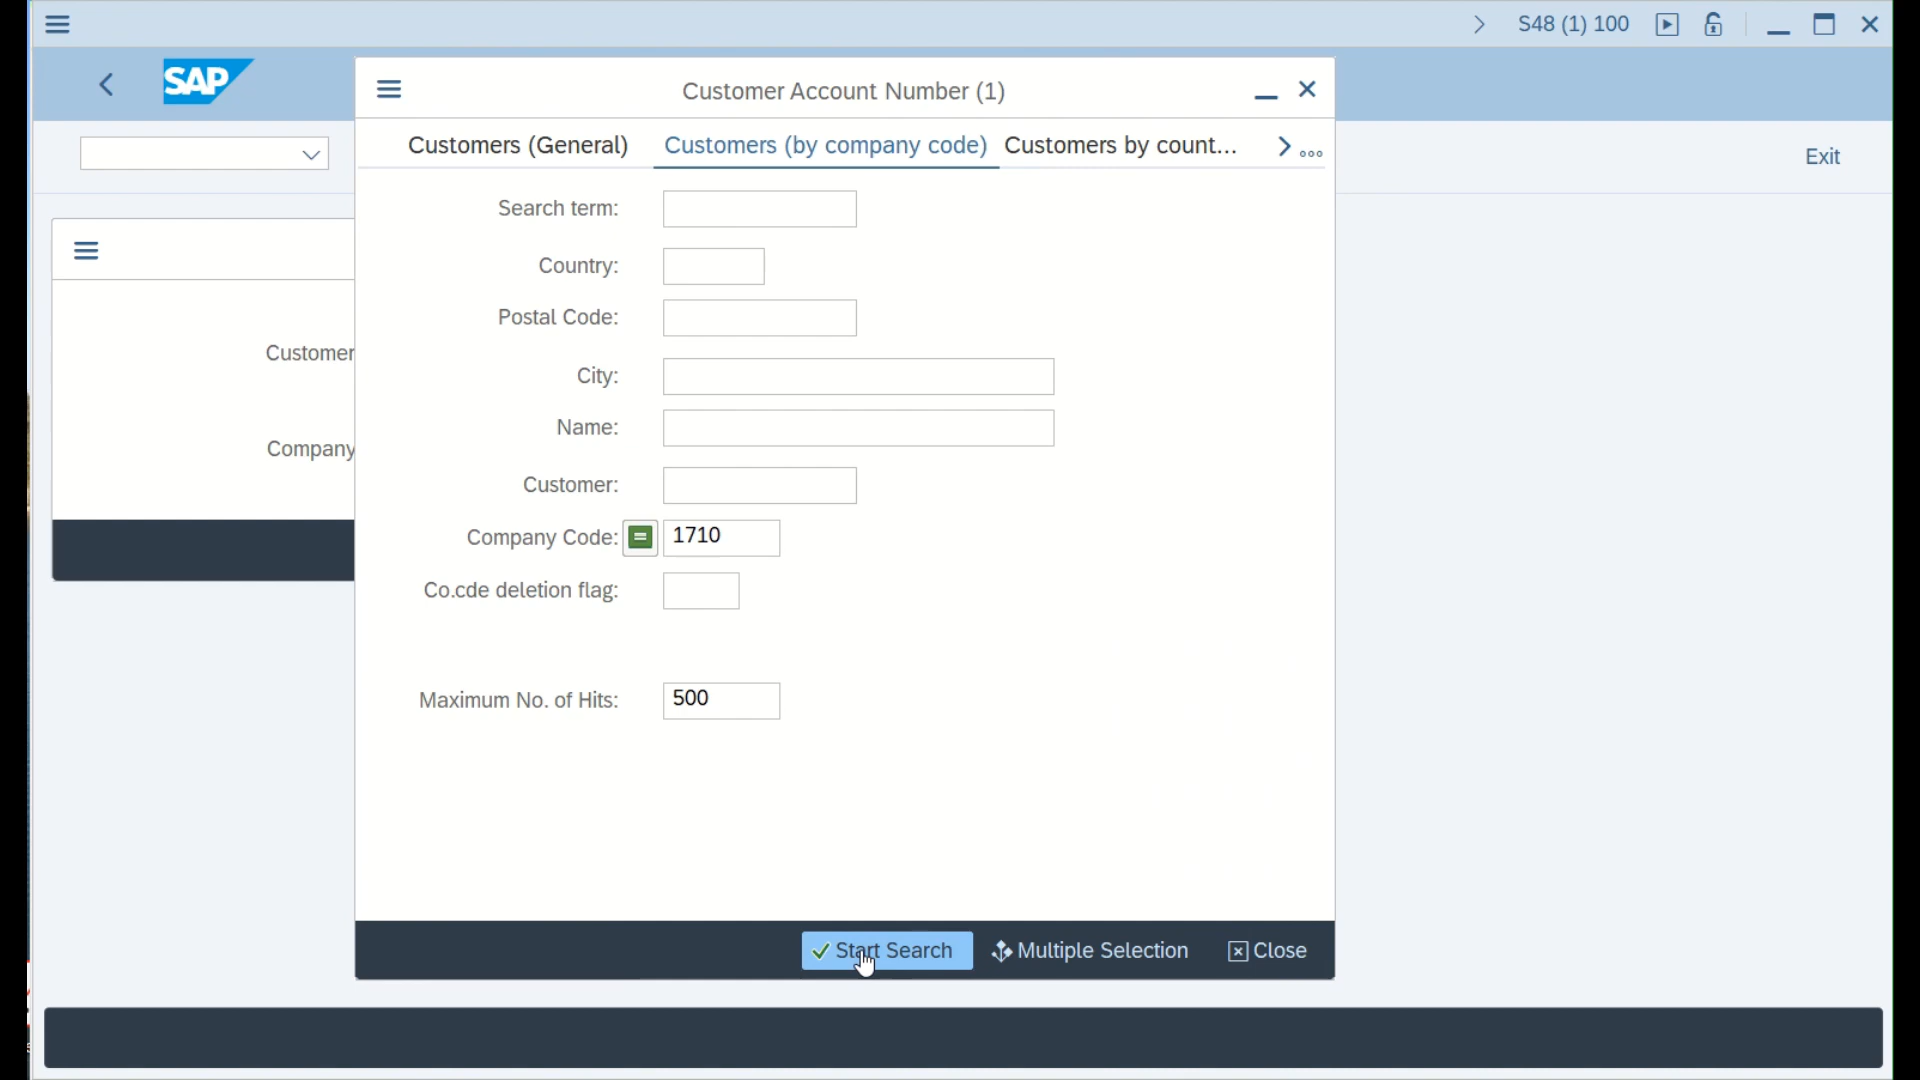 S48 (1) 100
SAP
Customer Account Number (1)
Customers (General) Customers (by company code) Customers by count...
Exit
Search term:
Country:
Postal Code:
Customer
City:
Name:
Company
Customer:
Company Code: 1710
Co.cde deletion flag:
Maximum No. of Hits: 500
Start Search Multiple Selection Close